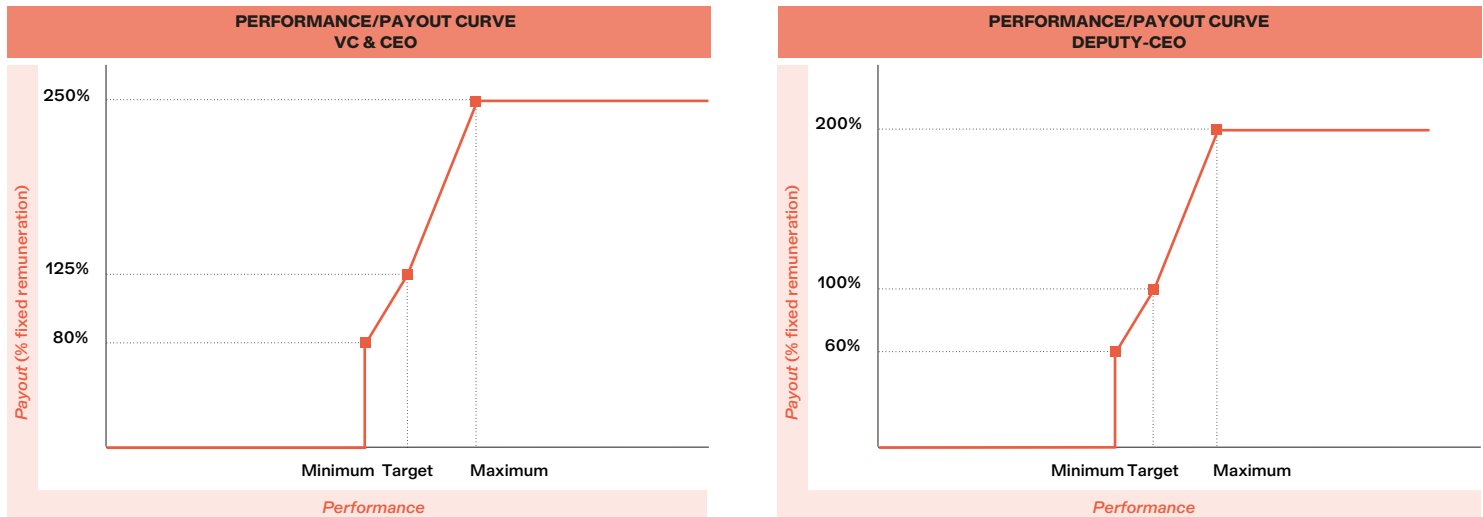 PERFORMANCE/PAYOUT CURVE
VC & CEO
250%
125%
80%
Payout (% fixed remuneration)
Minimum Target Maximum
Performance
PERFORMANCE/PAYOUT CURVE
DEPUTY-CEO
200%
100%
60%
Payout (% fixed remuneration)
Minimum Target Maximum
Performance